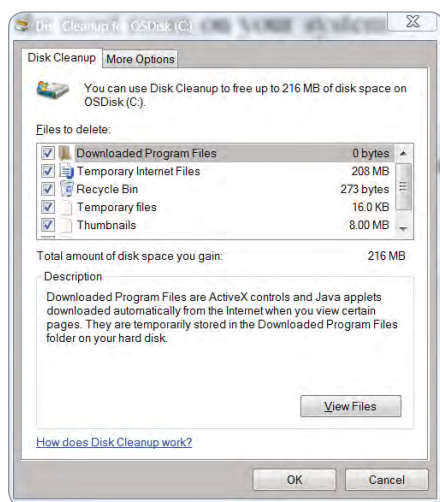 Disk Cleanup for OSDisk (C:)
Disk Cleanup
More Options
You can use Disk Cleanup to free up to 216 MB of disk space on
OSDisk (C:).
Files to delete:
Downloaded Program Files 0 bytes
Temporary Internet Files 208 MB
Recycle Bin 273 bytes
Temporary files 16.0 KB
Thumbnails 8.00 MB
Total amount of disk space you gain: 216 MB
Description
Downloaded Program Files are ActiveX controls and Java applets
downloaded automatically from the Internet when you view certain
pages. They are temporarily stored in the Downloaded Program Files
folder on your hard disk.
View Files
How does Disk Cleanup work?
OK
Cancel